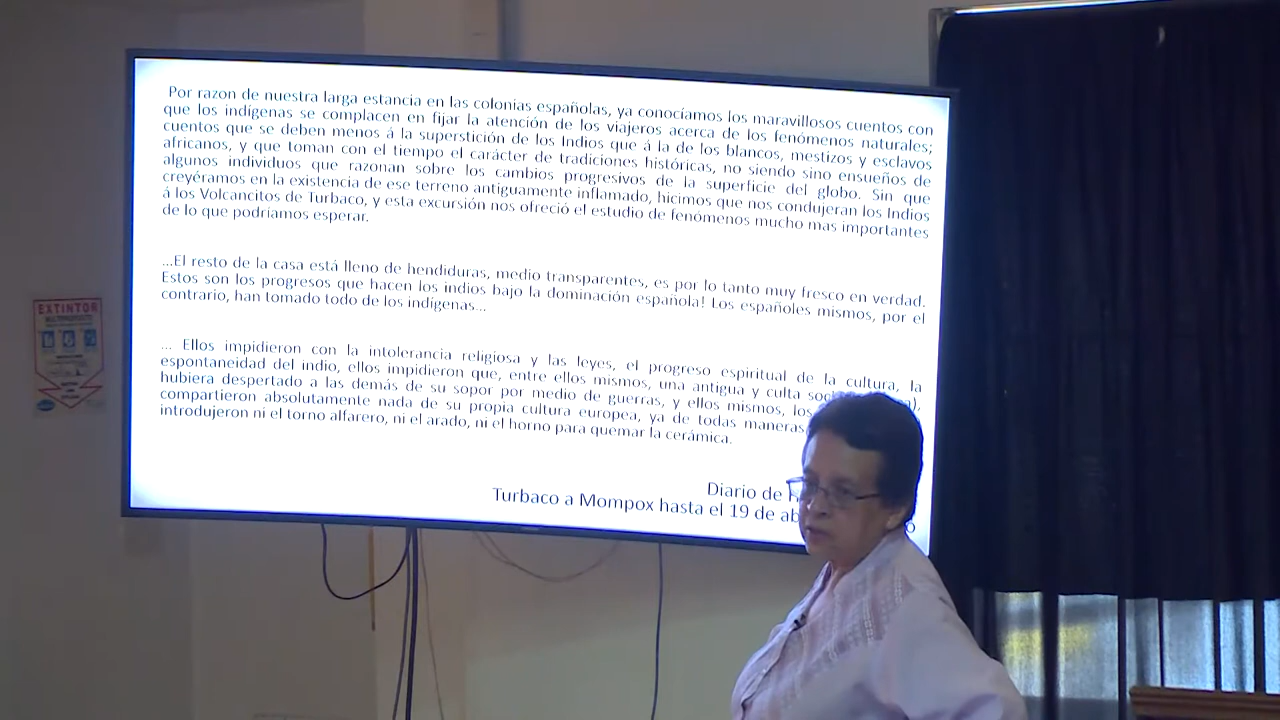 Por razon de nuestra larga estancia en las colonias españolas, ya conocíamos los maravillosos cuentos con
que los indígenas se complacen en fijar la atención de los viajeros acerca de los fenómenos naturales;
cuentos que se deben menos á la superstición de los Indios que á la de los blancos, mestizos y esclavos
africanos, y que toman con el tiempo el carácter de tradiciones históricas, no siendo sino ensueños de
algunos individuos que razonan sobre los cambios progresivos de la superficie del globo. Sin que
creyéramos en la existencia de ese terreno antiguamente inflamado, hicimos que nos condujeran los Indios
á los Volcancitos de Turbaco, y esta excursión nos ofreció el estudio de fenómenos mucho mas importantes
de lo que podríamos esperar.
...El resto de la casa está lleno de hendiduras, medio transparentes, es por lo tanto muy fresco en verdad.
Estos son los progresos que hacen los indios bajo la dominación española! Los españoles mismos, por el
contrario, han tomado todo de los indígenas...
... Ellos impidieron con la intolerancia religiosa y las leyes, el progreso espiritual de la cultura, la
espontaneidad del indio, ellos impidieron que, entre ellos mismos, una antigua y culta
hubiera despertado a las demás de su sopor por medio de guerras, y ellos mismos,
compartieron absolutamente nada de su propia cultura europea, ya de todas maneras
introdujeron ni el torno alfarero, ni el arado, ni el horno para quemar la cerámica.
Diario de
Turbaco a Mompox hasta el 19 de
EXTINTOR